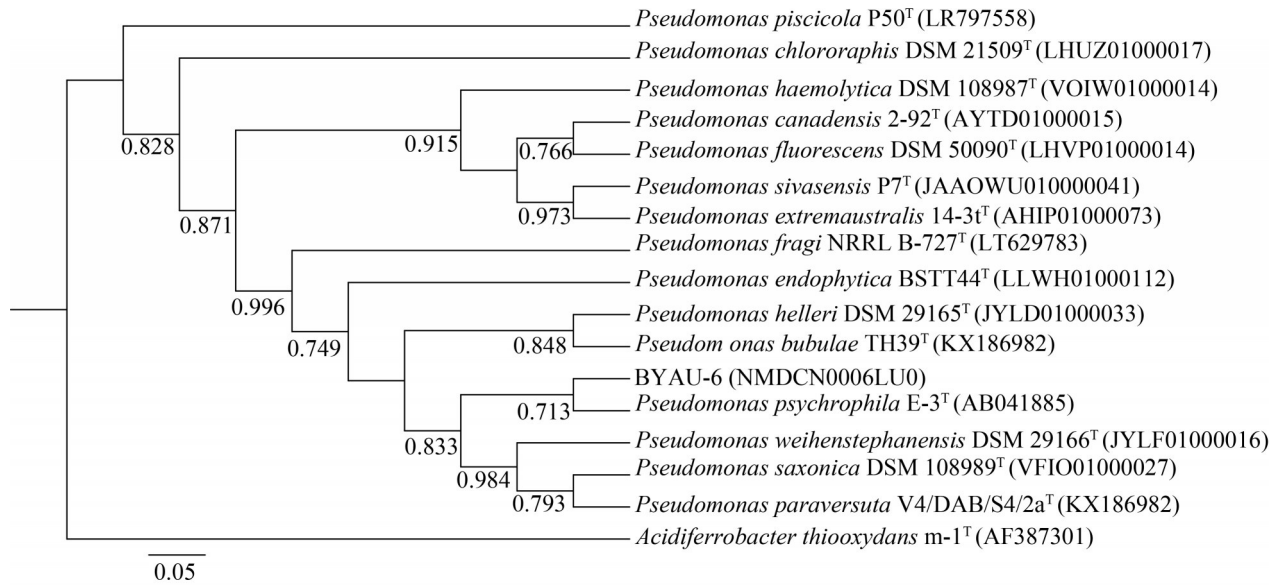 Pseudomonas piscicola P50ᵀ (LR797558)
Pseudomonas chlororaphis DSM 21509ᵀ (LHUZ01000017)
Pseudomonas haemolytica DSM 108987ᵀ (VOIW01000014)
Pseudomonas canadensis 2-92ᵀ (AYTD01000015)
0.828
0.915
0.766
Pseudomonas fluorescens DSM 50090ᵀ (LHVP01000014)
Pseudomonas sivasensis P7ᵀ (JAAOWU010000041)
0.871
0.973
Pseudomonas extremaustralis 14-3tᵀ (AHIP01000073)
Pseudomonas fragi NRRL B-727ᵀ (LT629783)
Pseudomonas endophytica BSTT44ᵀ (LLWH01000112)
0.996
Pseudomonas helleri DSM 29165ᵀ (JYLD01000033)
0.749
0.848
Pseudom onas bubulae TH39ᵀ (KX186982)
BYAU-6 (NMDCN0006LU0)
0.713
Pseudomonas psychrophila E-3ᵀ (AB041885)
0.833
Pseudomonas weihenstephanensis DSM 29166ᵀ (JYLF01000016)
Pseudomonas saxonica DSM 108989ᵀ (VFIO01000027)
0.984
0.793
Pseudomonas paraversuta V4/DAB/S4/2aᵀ (KX186982)
Acidiferrobacter thiooxydans m-1ᵀ (AF387301)
0.05